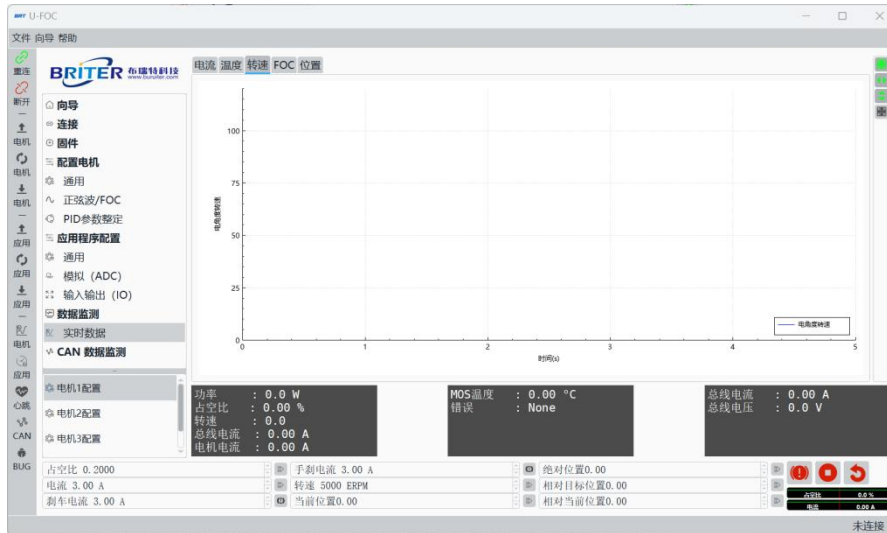 BRT U-FOC
文件 向导 帮助
重连
断开
电机
电机
电机
应用
应用
应用
电机
应用
心跳
CAN
BUG
BRITER 布瑞特科技
www.buruiter.com
向导
连接
固件
配置电机
通用
正弦波/FOC
PID参数整定
应用程序配置
通用
模拟（ADC）
输入输出（IO）
数据监测
实时数据
CAN 数据监测
电机1配置
电机2配置
电机3配置
电流 温度 转速 FOC 位置
电角度转速
100
75
50
25
0
0 1 2 3 4 5
时间(s)
电角度转速
功率 : 0.0 W
占空比 : 0.00 %
转速 : 0.0
总线电流 : 0.00 A
电机电流 : 0.00 A
MOS温度 : 0.00 °C
错误 : None
总线电流 : 0.00 A
总线电压 : 0.0 V
占空比 0.2000
手刹电流 3.00 A
绝对位置0.00
电流 3.00 A
转速 5000 ERPM
相对目标位置0.00
刹车电流 3.00 A
当前位置0.00
相对当前位置0.00
占空比 0.0 %
电流 0.00 A
未连接